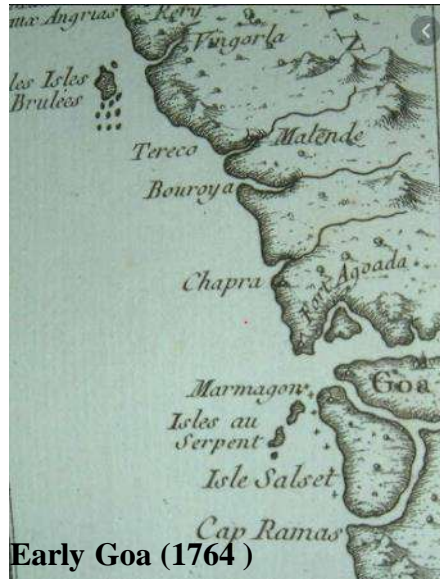 aux Angrias
Rery
Vingorla
les Isles
Brulées
Tereco
Malende
Bouroya
Chapra
Fort Agoada
Marmagon
Goa
Isles au
Serpent
Isle Salset
Cap Ramas
Early Goa (1764 )